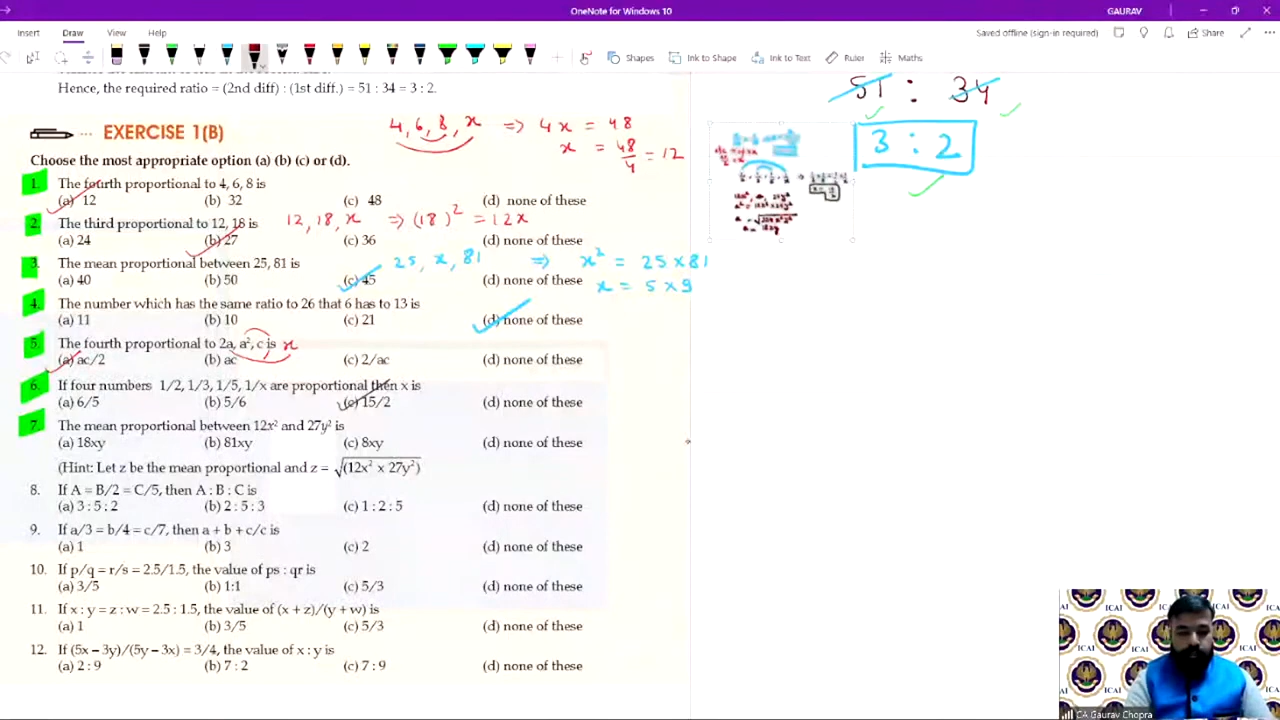 OneNote for Windows 10
GAURAV
Insert Draw View Help
Saved offline (sign-in required) Share
Shapes Ink to Shape Ink to Text Ruler Maths
Hence, the required ratio = (2nd diff) : (1st diff.) = 51 : 34 = 3 : 2.
51 : 34
3 : 2
EXERCISE 1(B)
4, 6, 8, x ⇒ 4x = 48
x = 48/4 = 12
Choose the most appropriate option (a) (b) (c) or (d).
1. The fourth proportional to 4, 6, 8 is
(a) 12 (b) 32 (c) 48 (d) none of these
2. The third proportional to 12, 18 is
12, 18, x ⇒ (18)² = 12x
(a) 24 (b) 27 (c) 36 (d) none of these
3. The mean proportional between 25, 81 is
25, x, 81 ⇒ x² = 25 × 81
(a) 40 (b) 50 (c) 45 (d) none of these
x = 5 × 9
4. The number which has the same ratio to 26 that 6 has to 13 is
(a) 11 (b) 10 (c) 21 (d) none of these
5. The fourth proportional to 2a, a², c is x
(a) ac/2 (b) ac (c) 2/ac (d) none of these
6. If four numbers 1/2, 1/3, 1/5, 1/x are proportional then x is
(a) 6/5 (b) 5/6 (c) 15/2 (d) none of these
7. The mean proportional between 12x² and 27y² is
(a) 18xy (b) 81xy (c) 8xy (d) none of these
(Hint: Let z be the mean proportional and z = √(12x² x 27y²)
8. If A = B/2 = C/5, then A : B : C is
(a) 3 : 5 : 2 (b) 2 : 5 : 3 (c) 1 : 2 : 5 (d) none of these
9. If a/3 = b/4 = c/7, then a + b + c/c is
(a) 1 (b) 3 (c) 2 (d) none of these
10. If p/q = r/s = 2.5/1.5, the value of ps : qr is
(a) 3/5 (b) 1:1 (c) 5/3 (d) none of these
11. If x : y = z : w = 2.5 : 1.5, the value of (x + z)/(y + w) is
(a) 1 (b) 3/5 (c) 5/3 (d) none of these
12. If (5x – 3y)/(5y – 3x) = 3/4, the value of x : y is
(a) 2 : 9 (b) 7 : 2 (c) 7 : 9 (d) none of these
ICAI
CA Gaurav Chopra